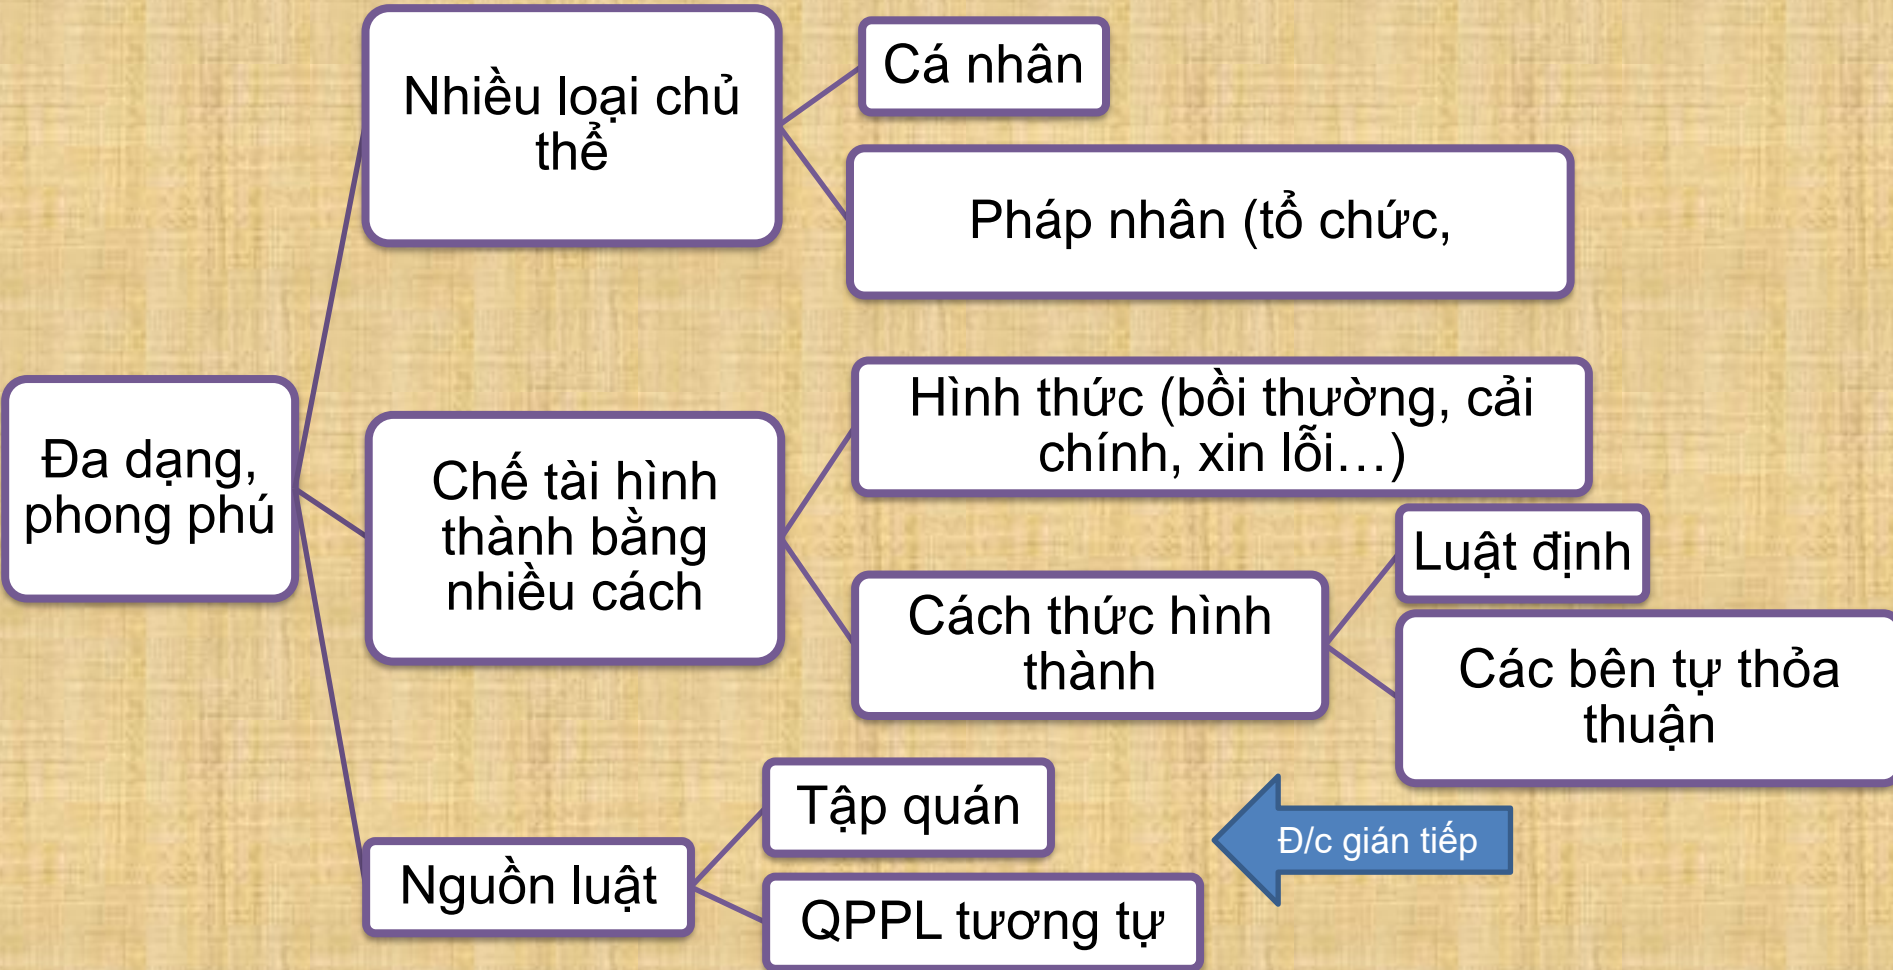 Đa dạng,
phong phú
Nhiều loại chủ
thể
Cá nhân
Pháp nhân (tổ chức,
Chế tài hình
thành bằng
nhiều cách
Hình thức (bồi thường, cải
chính, xin lỗi…)
Cách thức hình
thành
Luật định
Các bên tự thỏa
thuận
Nguồn luật
Tập quán
QPPL tương tự
Đ/c gián tiếp